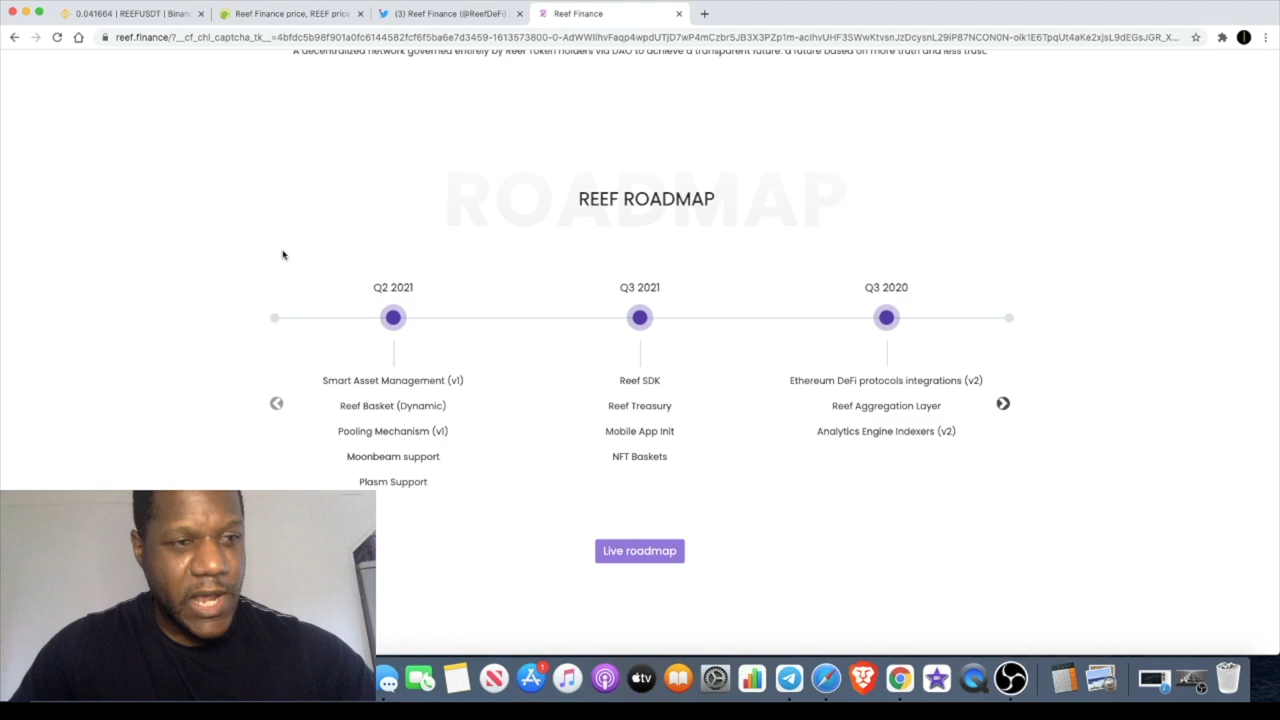 0.041664 | REEFUSDT | Binan
Reef Finance price, REEF price
(3) Reef Finance (@ReefDeFi)
Reef Finance
A decentralized network governed entirely by Reef Token holders via DAO to achieve a transparent future: a future based on more truth and less trust.
ROADMAP
REEF ROADMAP
Q2 2021
Q3 2021
Q3 2020
Smart Asset Management (v1)
Reef SDK
Ethereum DeFi protocols integrations (v2)
Reef Basket (Dynamic)
Reef Treasury
Reef Aggregation Layer
Pooling Mechanism (v1)
Mobile App Init
Analytics Engine Indexers (v2)
Moonbeam support
NFT Baskets
Plasm Support
Live roadmap
1
tv